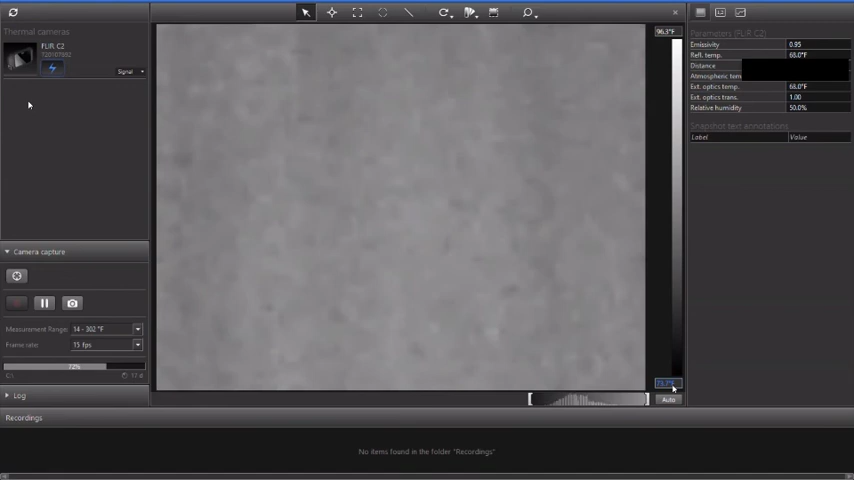 Thermal cameras
FLIR C2
Signal
96.3°F
Parameters (FLIR C2)
Emissivity 0.95
Refl. temp. 68.0°F
Distance
Atmospheric tem
Ext. optics temp. 68.0°F
Ext. optics trans. 1.00
Relative humidity 50.0%
Snapshot text annotations
Label Value
Camera capture
Measurement Range: 14 - 302 °F
Frame rate: 15 fps
72%
C:\
17 d
Log
Auto
Recordings
No items found in the folder "Recordings"